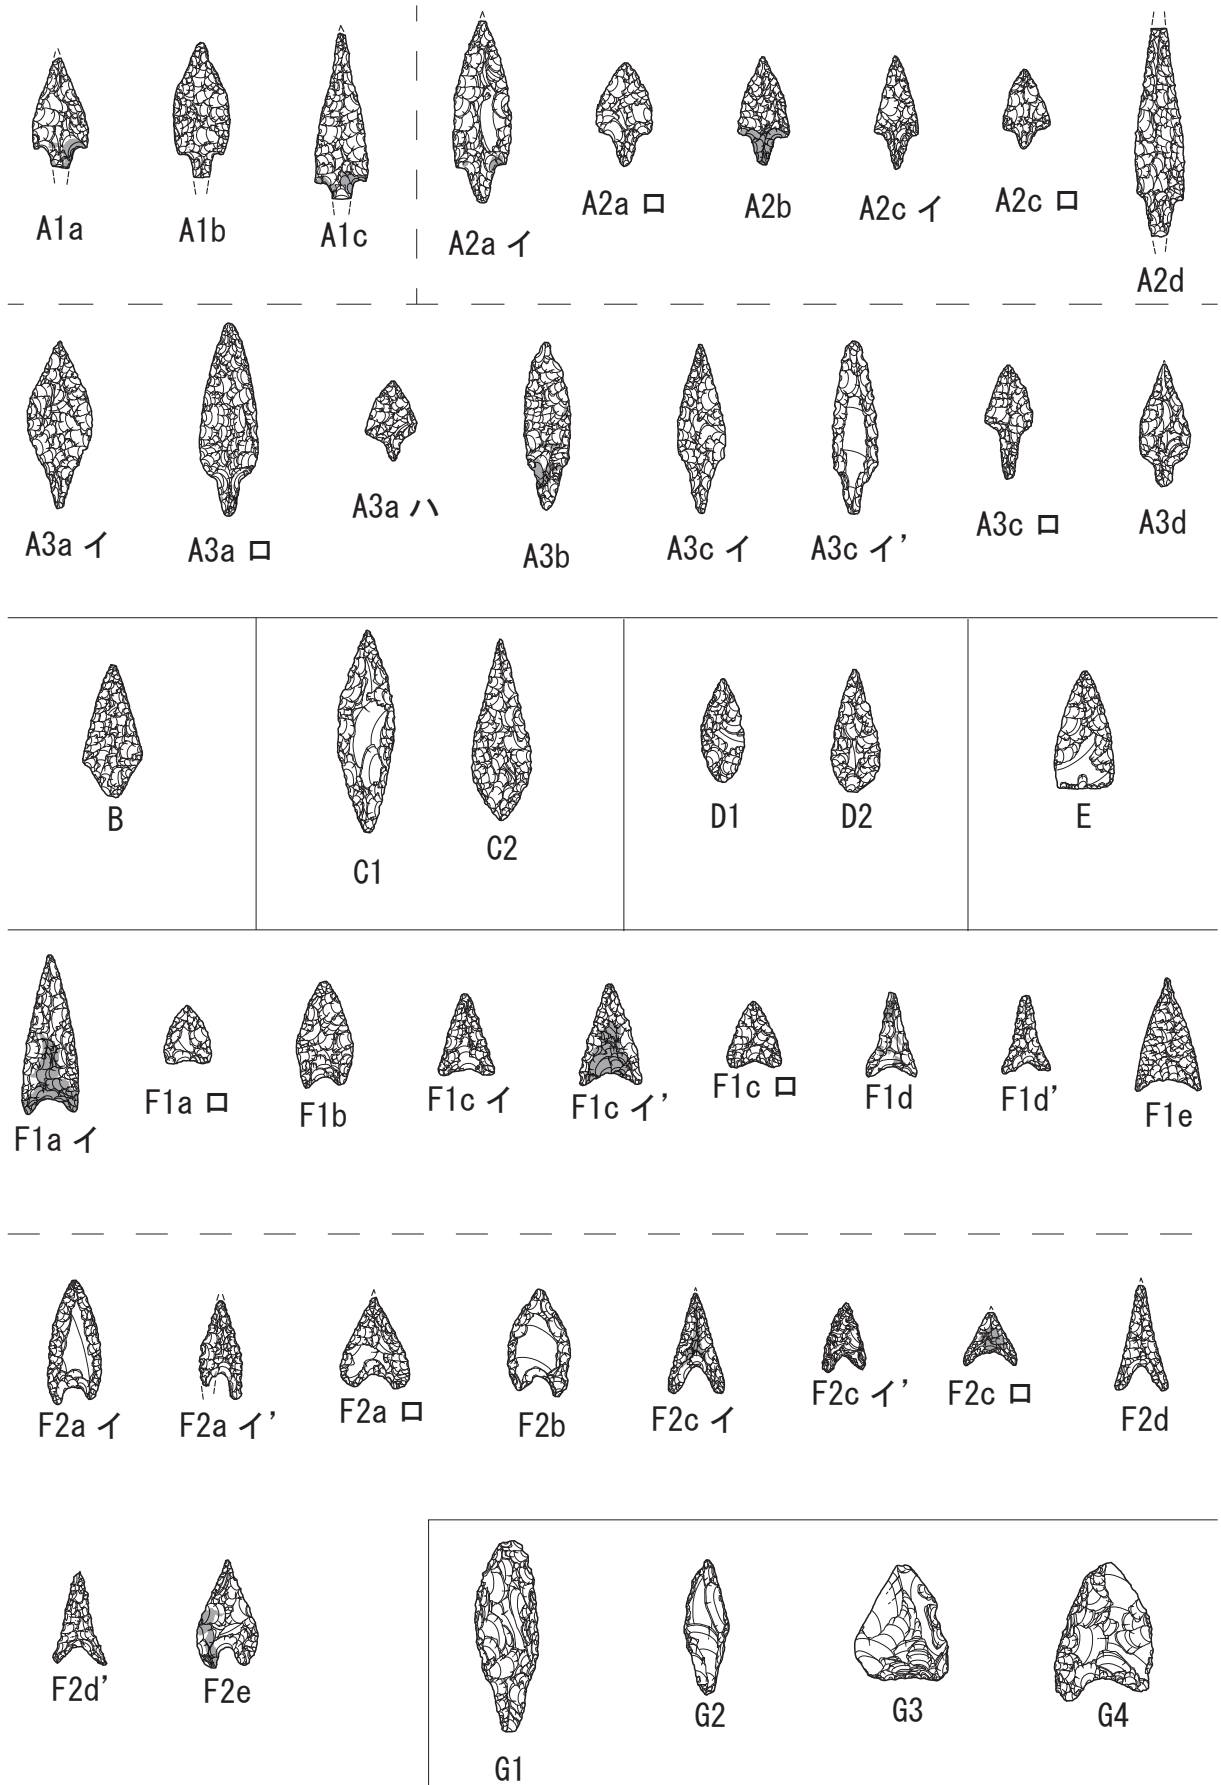 A1a
A1b
A1c
A2a イ
A2a ロ
A2b
A2c イ
A2c ロ
A2d
A3a イ
A3a ロ
A3a ハ
A3b
A3c イ
A3c イ’
A3c ロ
A3d
B
C1
C2
D1
D2
E
F1a イ
F1a ロ
F1b
F1c イ
F1c イ’
F1c ロ
F1d
F1d’
F1e
F2a イ
F2a イ’
F2a ロ
F2b
F2c イ
F2c イ’
F2c ロ
F2d
F2d’
F2e
G1
G2
G3
G4